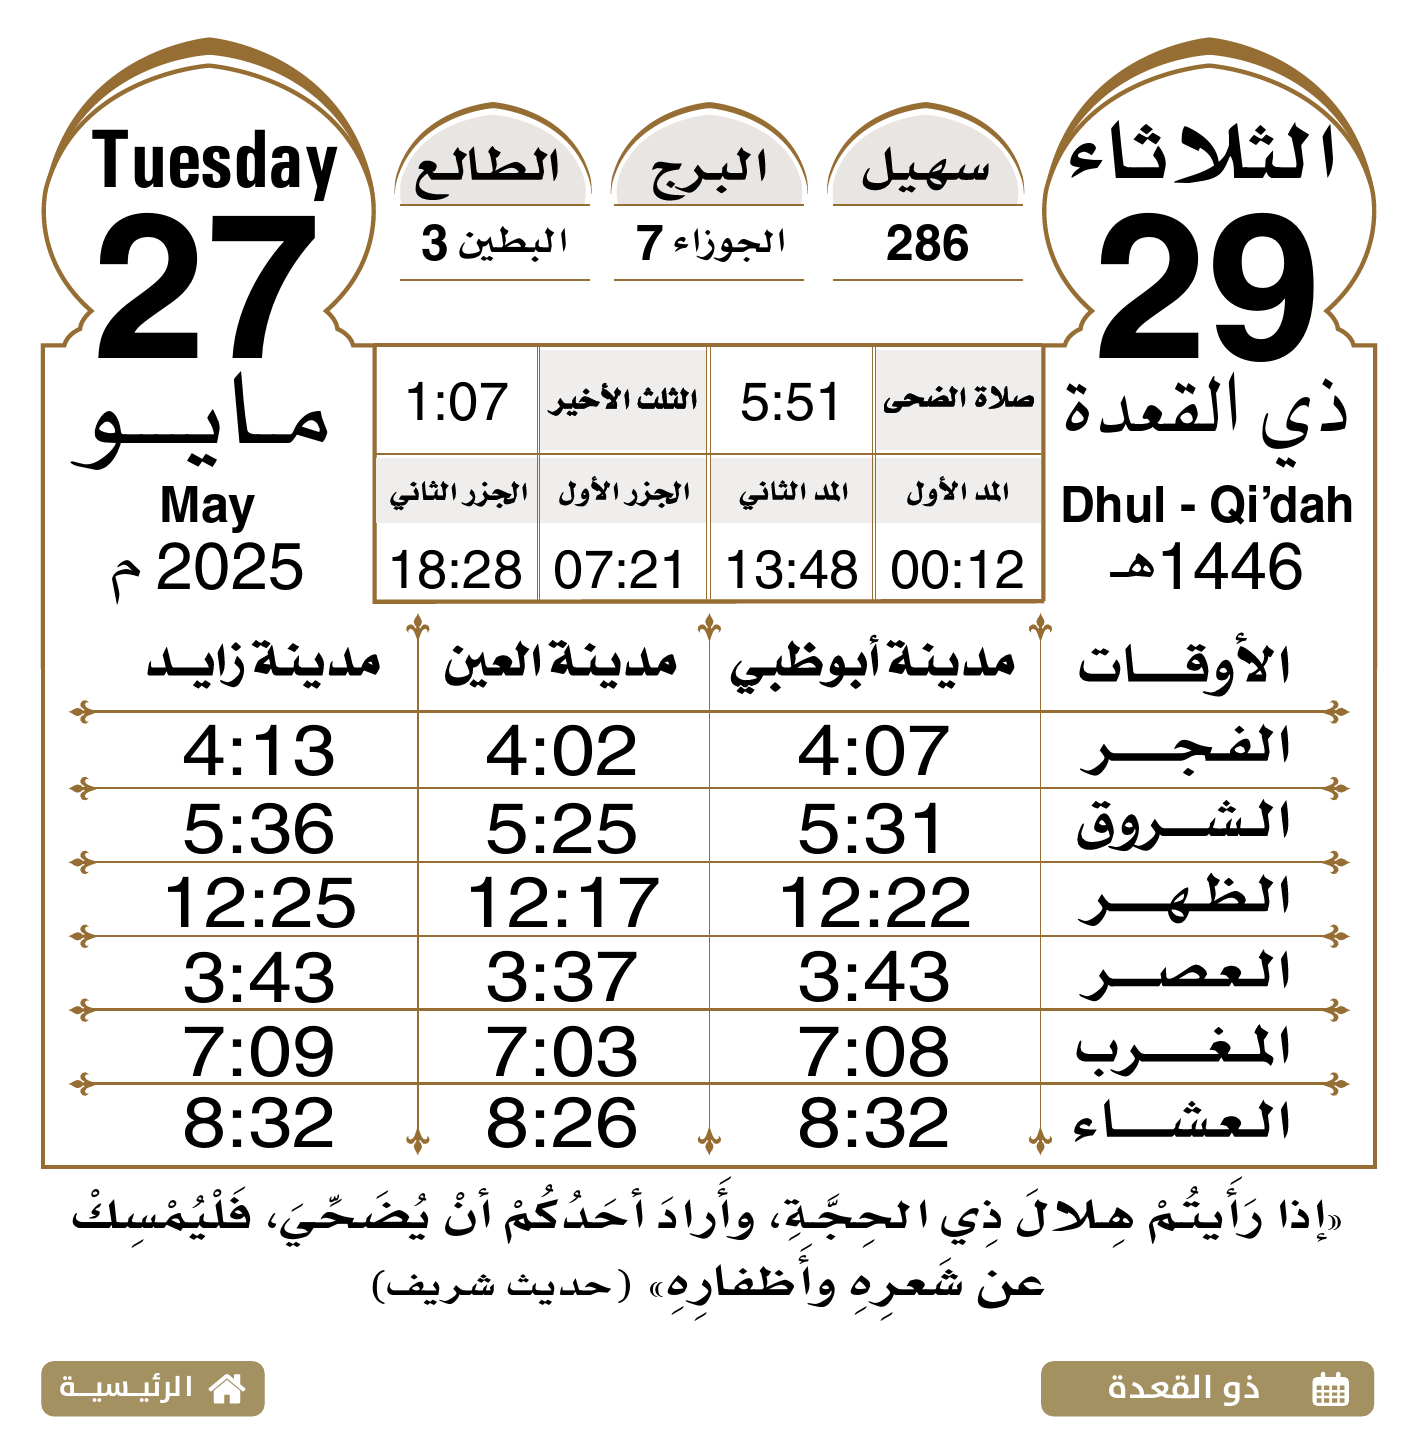 الثلاثاء
29
ذي القعدة
Dhul - Qi’dah
1446هـ
سهيل
286
البرج
الجوزاء 7
الطالع
البطين 3
Tuesday
27
مايو
May
2025 م
صلاة الضحى 5:51 الثلث الأخير 1:07
المد الأول المد الثاني الجزر الأول الجزر الثاني
00:12 13:48 07:21 18:28
الأوقات مدينة أبوظبي مدينة العين مدينة زايد
الفجر 4:07 4:02 4:13
الشروق 5:31 5:25 5:36
الظهر 12:22 12:17 12:25
العصر 3:43 3:37 3:43
المغرب 7:08 7:03 7:09
العشاء 8:32 8:26 8:32
«إذا رَأَيتُمْ هِلالَ ذِي الحِجَّةِ، وأَرادَ أحَدُكُمْ أنْ يُضَحِّيَ، فَلْيُمْسِكْ
عن شَعرِهِ وأَظفارِهِ» (حديث شريف)
ذو القعدة
الرئيسية